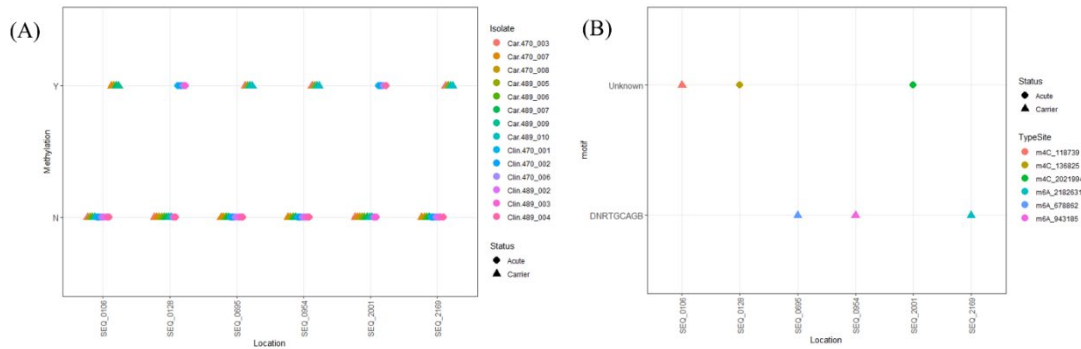 (A)
Y
N
Methylation
SEQ_0106
SEQ_0128
SEQ_0695
SEQ_0954
SEQ_2001
SEQ_2169
Location
Isolate
Car.470_003
Car.470_007
Car.470_008
Car.489_005
Car.489_006
Car.489_007
Car.489_009
Car.489_010
Clin.470_001
Clin.470_002
Clin.470_006
Clin.489_002
Clin.489_003
Clin.489_004
Status
Acute
Carrier
(B)
Unknown
DNRTGCAGB
motif
SEQ_0106
SEQ_0128
SEQ_0695
SEQ_0954
SEQ_2001
SEQ_2169
Location
Status
Acute
Carrier
TypeSite
m4C_118739
m4C_136825
m4C_2021994
m6A_2182631
m6A_678862
m6A_943185